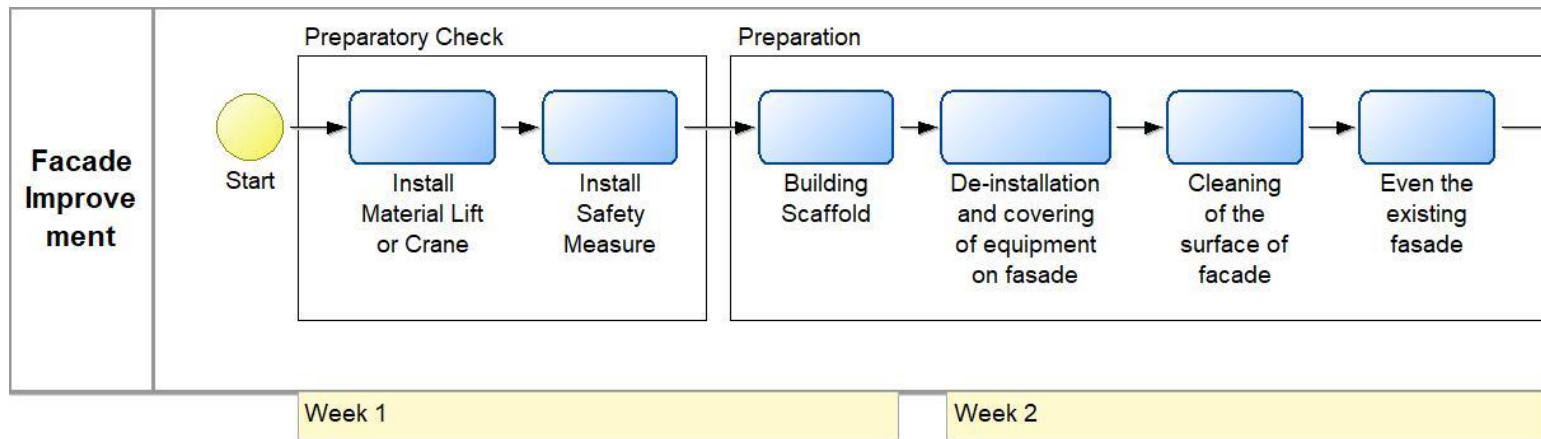 Facade
Improve
ment
Preparatory Check
Preparation
Start
Install
Material Lift
or Crane
Install
Safety
Measure
Building
Scaffold
De-installation
and covering
of equipment
on fasade
Cleaning
of the
surface of
facade
Even the
existing
fasade
Week 1
Week 2